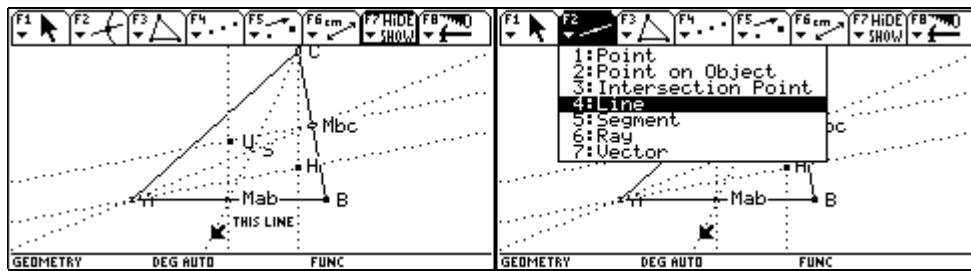 F1 F2 F3 F4 F5 F6 cm F7 HiDE SHOW F8
C
Mbc
U S
H
Mab B
THIS LINE
GEOMETRY DEG AUTO FUNC
F1 F2 F3 F4 F5 F6 cm F7 HiDE SHOW F8
1:Point
2:Point on Object
3:Intersection Point
4:Line
5:Segment
6:Ray
7:Vector
bc
H
Mab B
GEOMETRY DEG AUTO FUNC